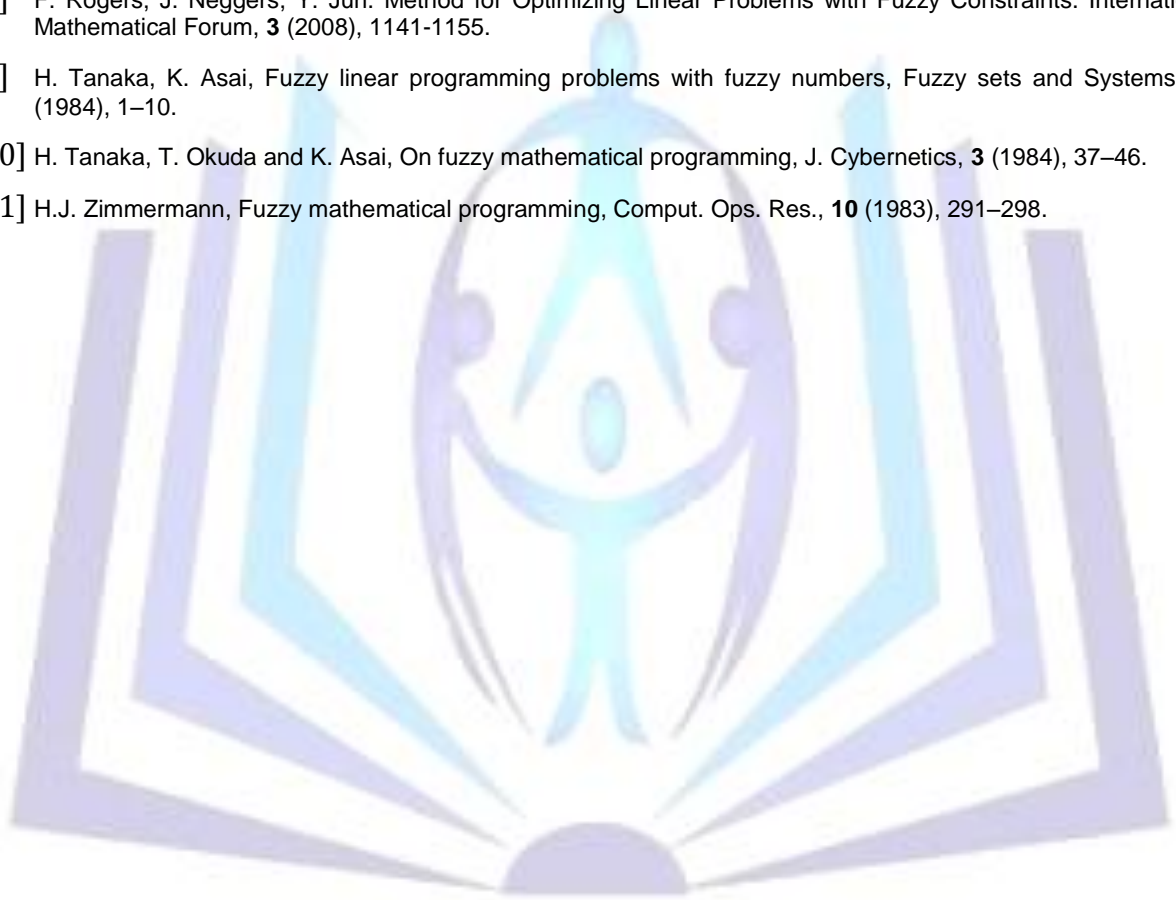 F. Rogers, J. Neggers, Y. Jun. Method for Optimizing Linear Problems with Fuzzy Constraints.
Mathematical Forum, 3 (2008), 1141-1155.
] H. Tanaka, K. Asai, Fuzzy linear programming problems with fuzzy numbers, Fuzzy sets and Systems
(1984), 1–10.
0] H. Tanaka, T. Okuda and K. Asai, On fuzzy mathematical programming, J. Cybernetics, 3 (1984), 37–46.
1] H.J. Zimmermann, Fuzzy mathematical programming, Comput. Ops. Res., 10 (1983), 291–298.